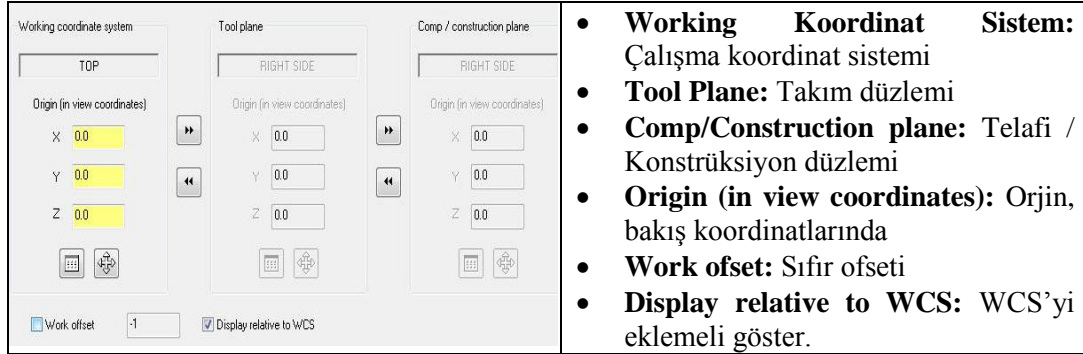 Working coordinate system
TOP
Origin (in view coordinates)
X 0.0
Y 0.0
Z 0.0
Work offset -1
Tool plane
RIGHT SIDE
Origin (in view coordinates)
X 0.0
Y 0.0
Z 0.0
Display relative to WCS
Comp / construction plane
RIGHT SIDE
Origin (in view coordinates)
X 0.0
Y 0.0
Z 0.0
• Working Koordinat Sistem:
Çalışma koordinat sistemi
• Tool Plane: Takım düzlemi
• Comp/Construction plane: Telafi /
Konstrüksiyon düzlemi
• Origin (in view coordinates): Orjin,
bakış koordinatlarında
• Work ofset: Sıfır ofseti
• Display relative to WCS: WCS’yi
eklemeli göster.